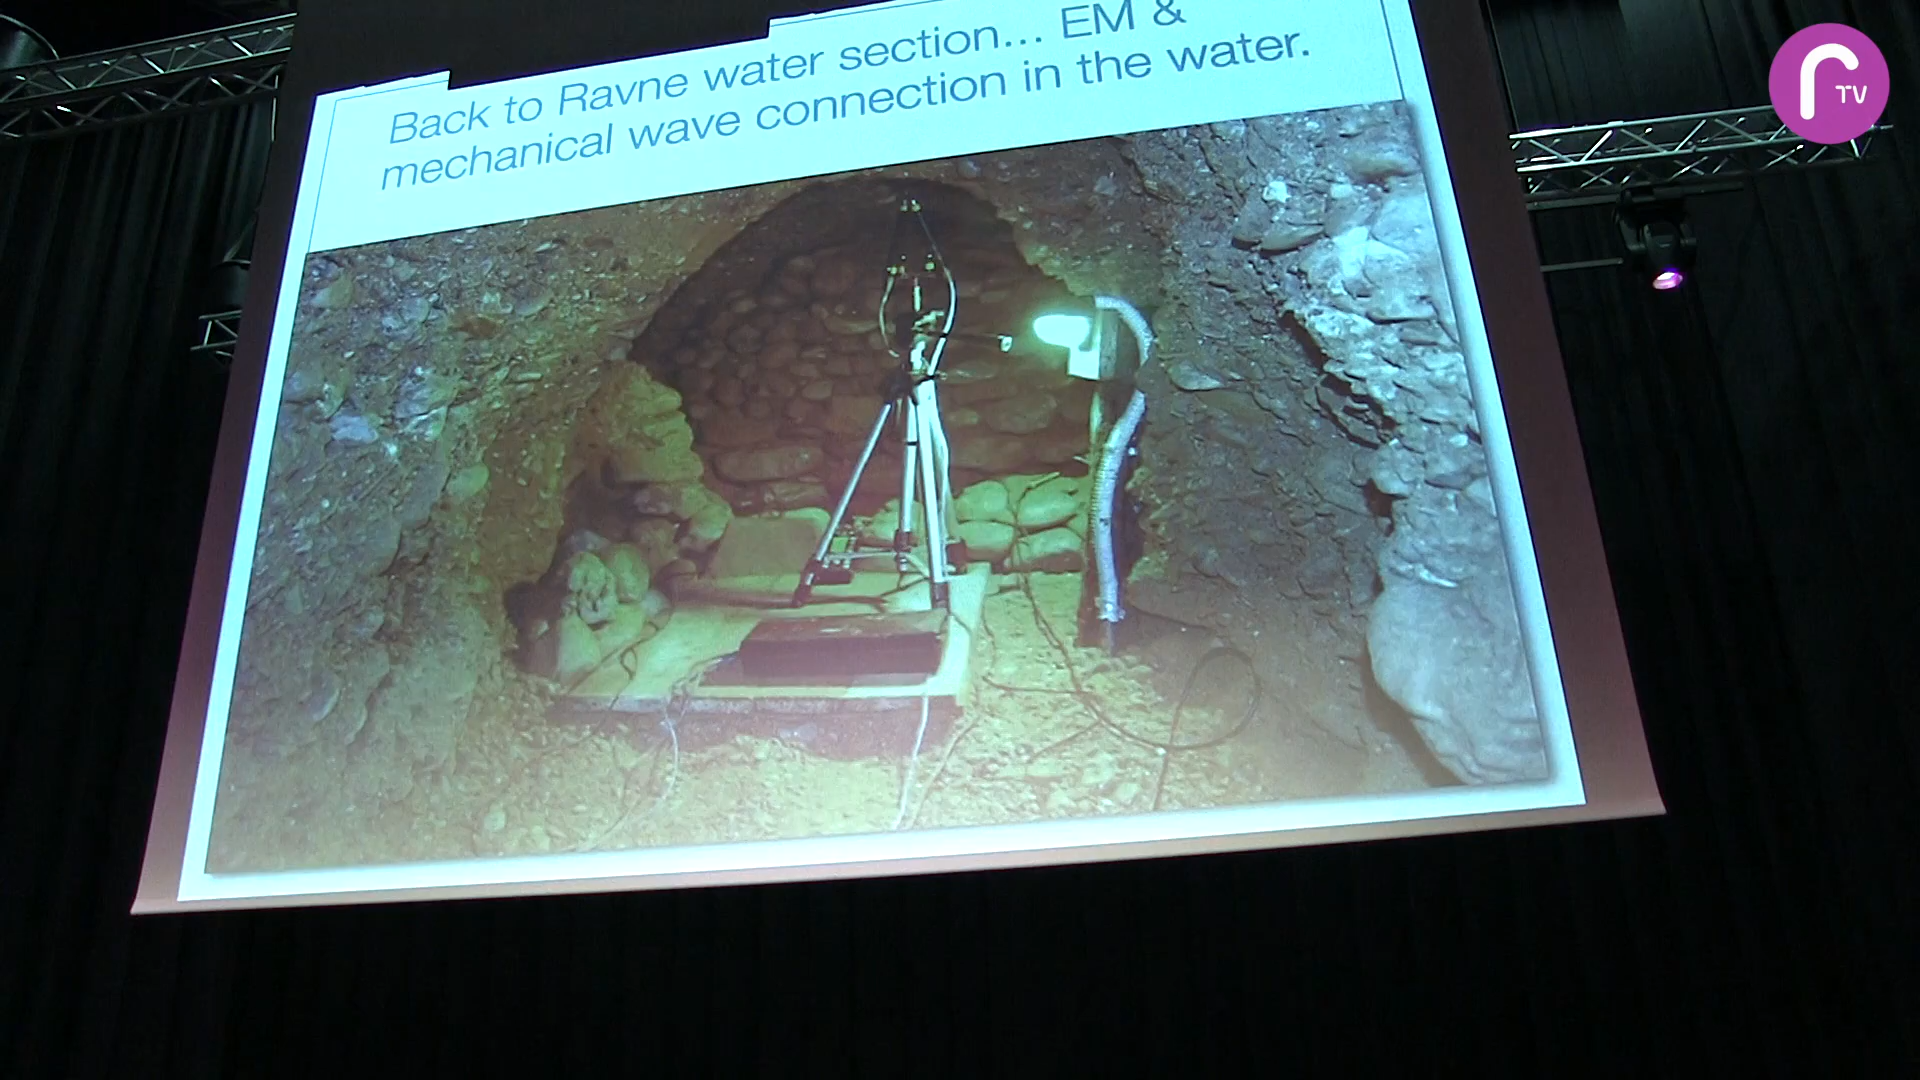 Back to Ravne water section... EM &
mechanical wave connection in the water.
r TV